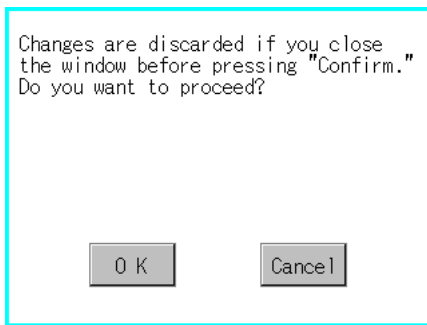 Changes are discarded if you close
the window before pressing "Confirm."
Do you want to proceed?
O K
Cancel